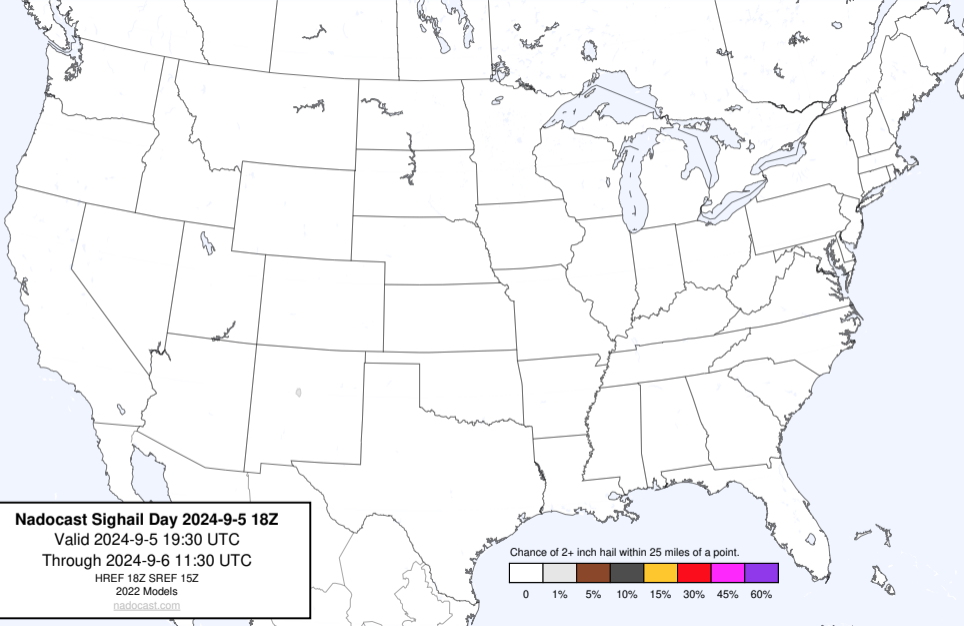 Nadocast Sighail Day 2024-9-5 18Z
Valid 2024-9-5 19:30 UTC
Through 2024-9-6 11:30 UTC
HREF 18Z SREF 15Z
2022 Models
nadocast.com
Chance of 2+ inch hail within 25 miles of a point.
0 1% 5% 10% 15% 30% 45% 60%